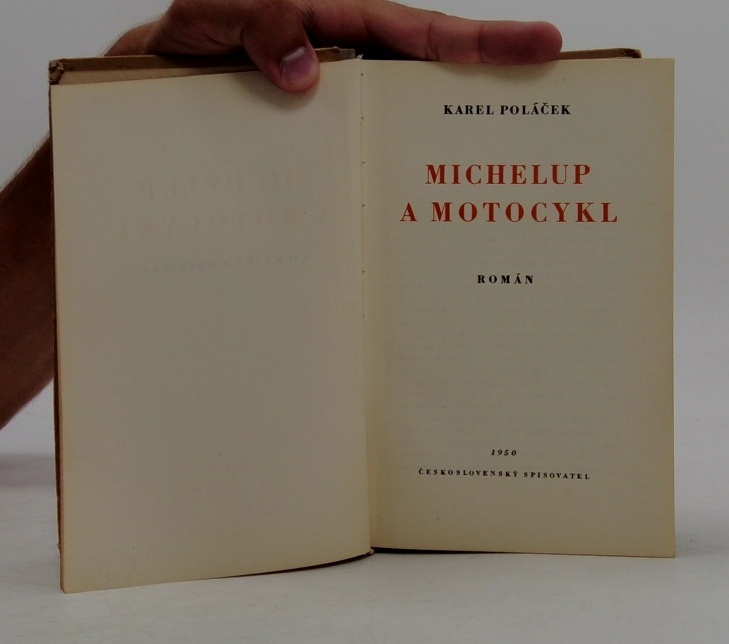 KAREL POLÁČEK
MICHELUP
A MOTOCYKL
ROMÁN
1950
ČESKOSLOVENSKÝ SPISOVATEL